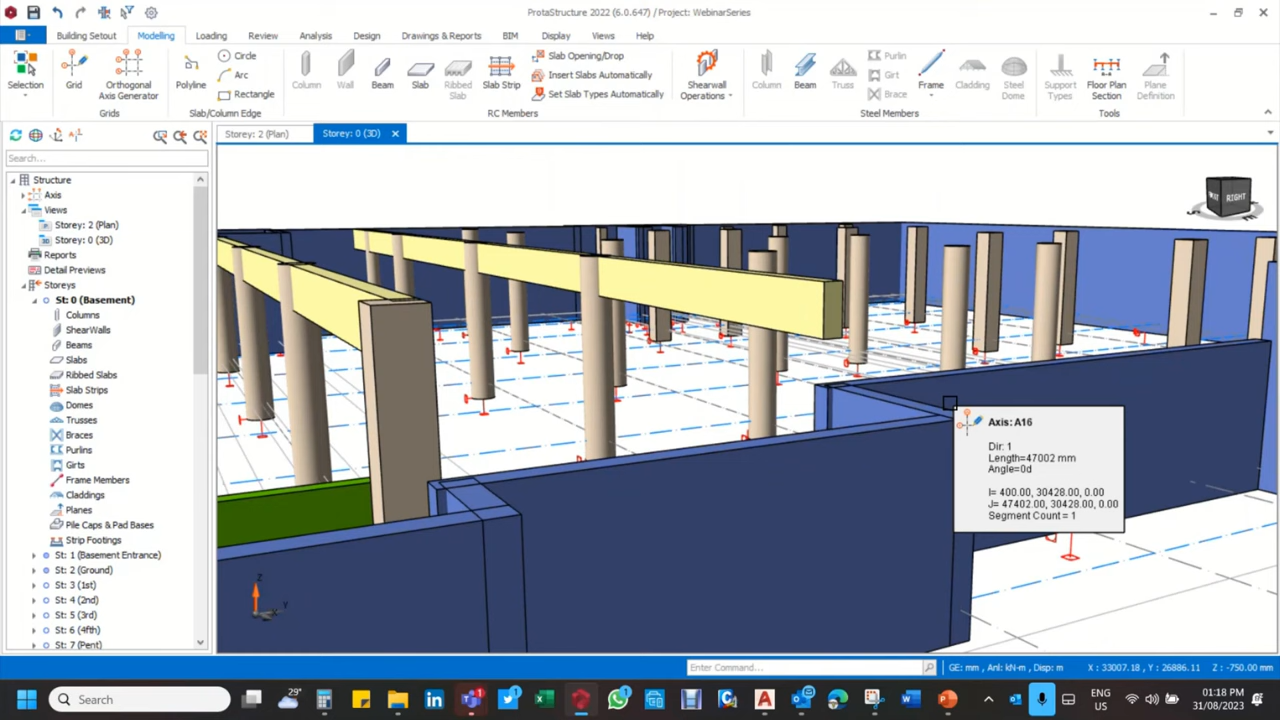 ProtaStructure 2022 (6.0.647) / Project: WebinarSeries
Building Setout
Modelling
Loading
Review
Analysis
Design
Drawings & Reports
BIM
Display
Views
Help
Selection
Grid
Orthogonal
Axis Generator
Grids
Polyline
Circle
Arc
Rectangle
Slab/Column Edge
Column
Wall
Beam
Slab
Ribbed
Slab
Slab Strip
Slab Opening/Drop
Insert Slabs Automatically
Set Slab Types Automatically
RC Members
Shearwall
Operations
Column
Beam
Truss
Purlin
Girt
Brace
Frame
Cladding
Steel
Dome
Steel Members
Support
Types
Floor Plan
Section
Plane
Definition
Tools
Storey: 2 (Plan)
Storey: 0 (3D)
Search...
Structure
Axis
Views
Storey: 2 (Plan)
Storey: 0 (3D)
Reports
Detail Previews
Storeys
St: 0 (Basement)
Columns
ShearWalls
Beams
Slabs
Ribbed Slabs
Slab Strips
Domes
Trusses
Braces
Purlins
Girts
Frame Members
Claddings
Planes
Pile Caps & Pad Bases
Strip Footings
St: 1 (Basement Entrance)
St: 2 (Ground)
St: 3 (1st)
St: 4 (2nd)
St: 5 (3rd)
St: 6 (4fth)
St: 7 (Pent)
RIGHT
Axis: A16
Dir: 1
Length=47002 mm
Angle=0d
I= 400.00, 30428.00, 0.00
J= 47402.00, 30428.00, 0.00
Segment Count = 1
Z
Y
Enter Command...
GE: mm , Anl: kN-m , Disp: m
X : 33007.18 , Y : 26886.11
Z : -750.00 mm
Search
29°
ENG
US
01:18 PM
31/08/2023